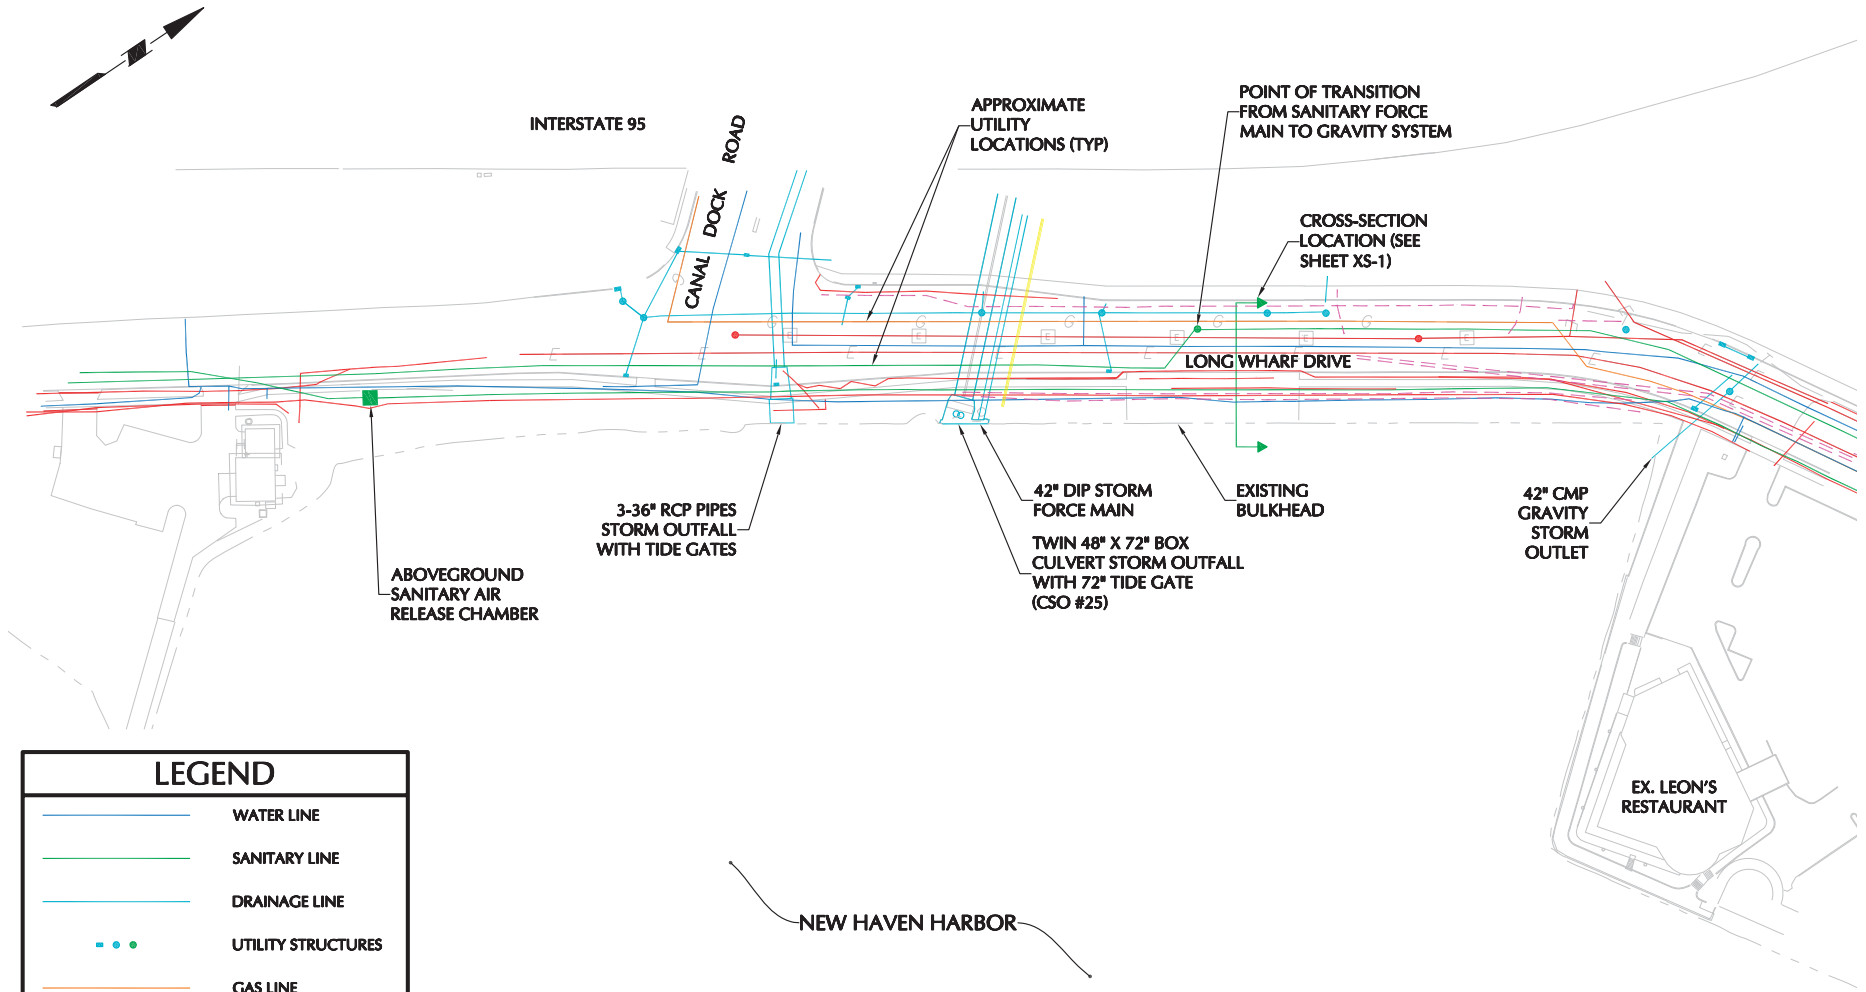 INTERSTATE 95
CANAL DOCK ROAD
APPROXIMATE
UTILITY
LOCATIONS (TYP)
POINT OF TRANSITION
FROM SANITARY FORCE
MAIN TO GRAVITY SYSTEM
CROSS-SECTION
LOCATION (SEE
SHEET XS-1)
G
G
G
G
G
E
E
E
E
E
E
E
E
E
E
E
E
LONG WHARF DRIVE
3-36" RCP PIPES
STORM OUTFALL
WITH TIDE GATES
42" DIP STORM
FORCE MAIN
TWIN 48" X 72" BOX
CULVERT STORM OUTFALL
WITH 72" TIDE GATE
(CSO #25)
EXISTING
BULKHEAD
42" CMP
GRAVITY
STORM
OUTLET
ABOVEGROUND
SANITARY AIR
RELEASE CHAMBER
EX. LEON'S
RESTAURANT
NEW HAVEN HARBOR
LEGEND
WATER LINE
SANITARY LINE
DRAINAGE LINE
UTILITY STRUCTURES
GAS LINE